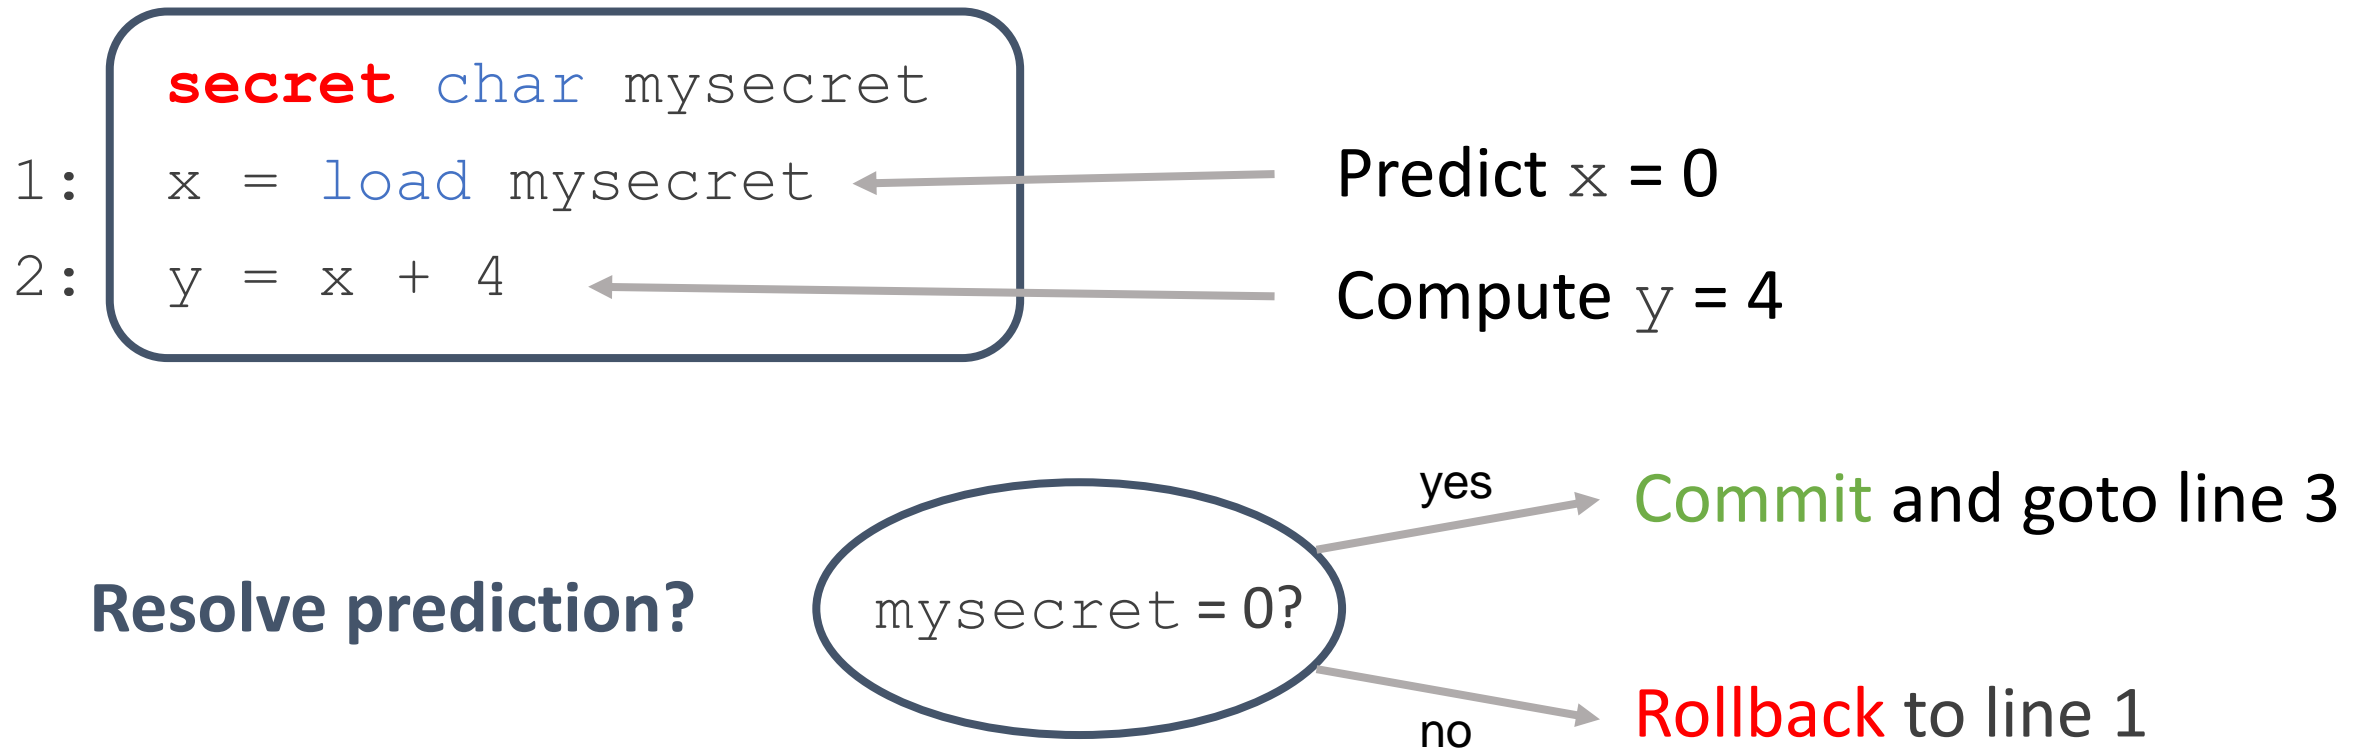 secret char mysecret
1: x = load mysecret
Predict x = 0
2: y = x + 4
Compute y = 4
yes
Commit and goto line 3
Resolve prediction?
mysecret = 0?
Rollback to line 1
no